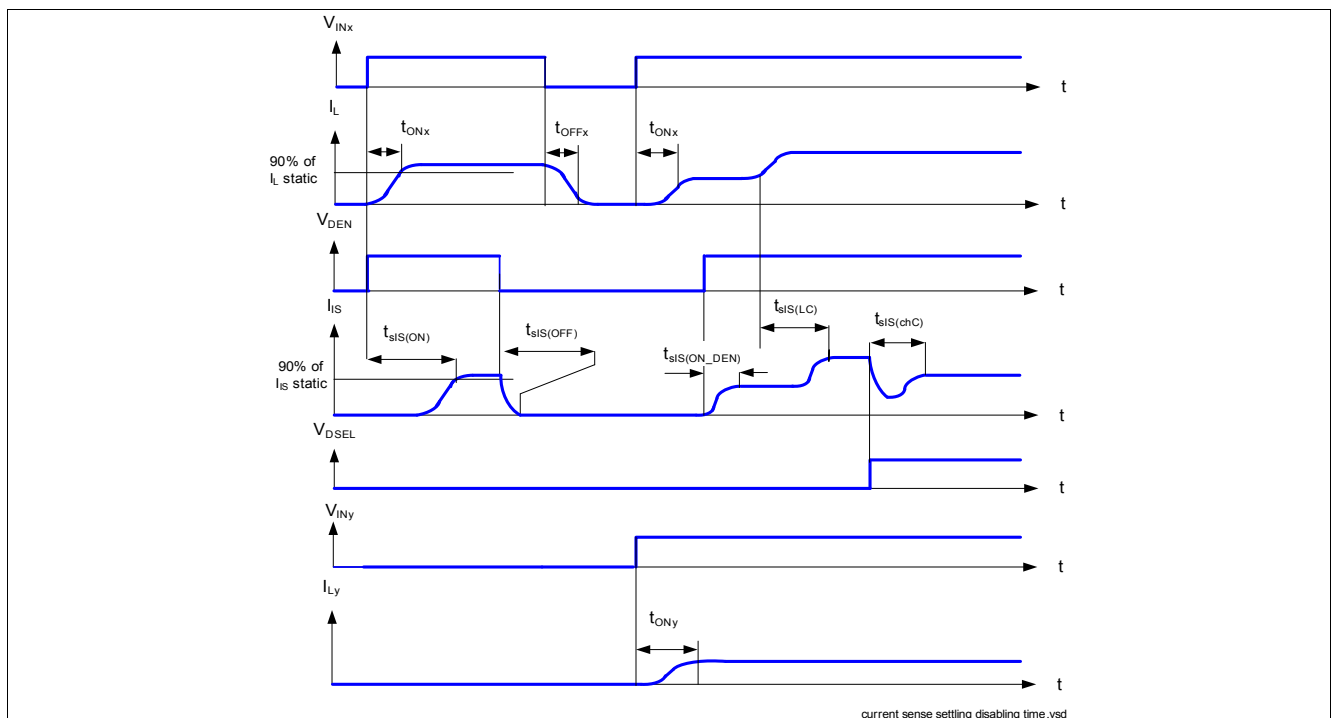 VINx
t
IL
tONx
tOFFx
tONx
90% of
IL static
t
VDEN
t
IIS
tsIS(ON)
tsIS(OFF)
tsIS(LC)
tsIS(chC)
tsIS(ON_DEN)
90% of
IIS static
t
VDSEL
t
VINy
t
ILy
tONy
t
current sense settling disabling time.vsd